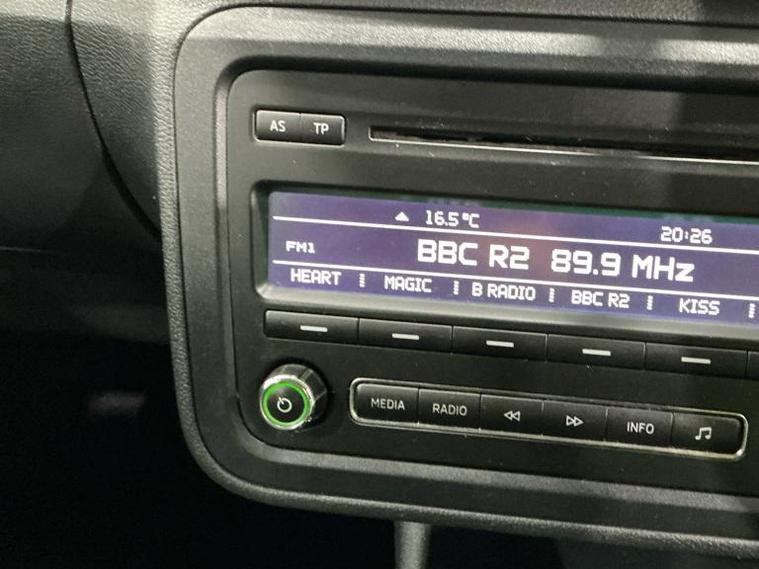 AS TP
16.5°C
20:26
FM1 BBC R2 89.9 MHz
HEART MAGIC B RADIO BBC R2 KISS
MEDIA RADIO INFO